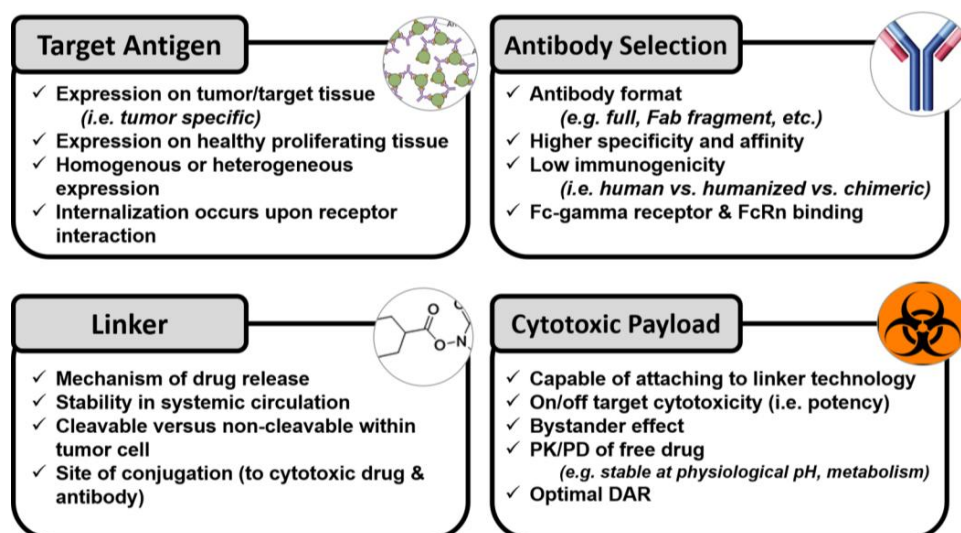 Target Antigen
✓ Expression on tumor/target tissue
(i.e. tumor specific)
✓ Expression on healthy proliferating tissue
✓ Homogenous or heterogeneous
expression
✓ Internalization occurs upon receptor
interaction
Antibody Selection
✓ Antibody format
(e.g. full, Fab fragment, etc.)
✓ Higher specificity and affinity
✓ Low immunogenicity
(i.e. human vs. humanized vs. chimeric)
✓ Fc-gamma receptor & FcRn binding
Linker
O
O–N
✓ Mechanism of drug release
✓ Stability in systemic circulation
✓ Cleavable versus non-cleavable within
tumor cell
✓ Site of conjugation (to cytotoxic drug &
antibody)
Cytotoxic Payload
✓ Capable of attaching to linker technology
✓ On/off target cytotoxicity (i.e. potency)
✓ Bystander effect
✓ PK/PD of free drug
(e.g. stable at physiological pH, metabolism)
✓ Optimal DAR